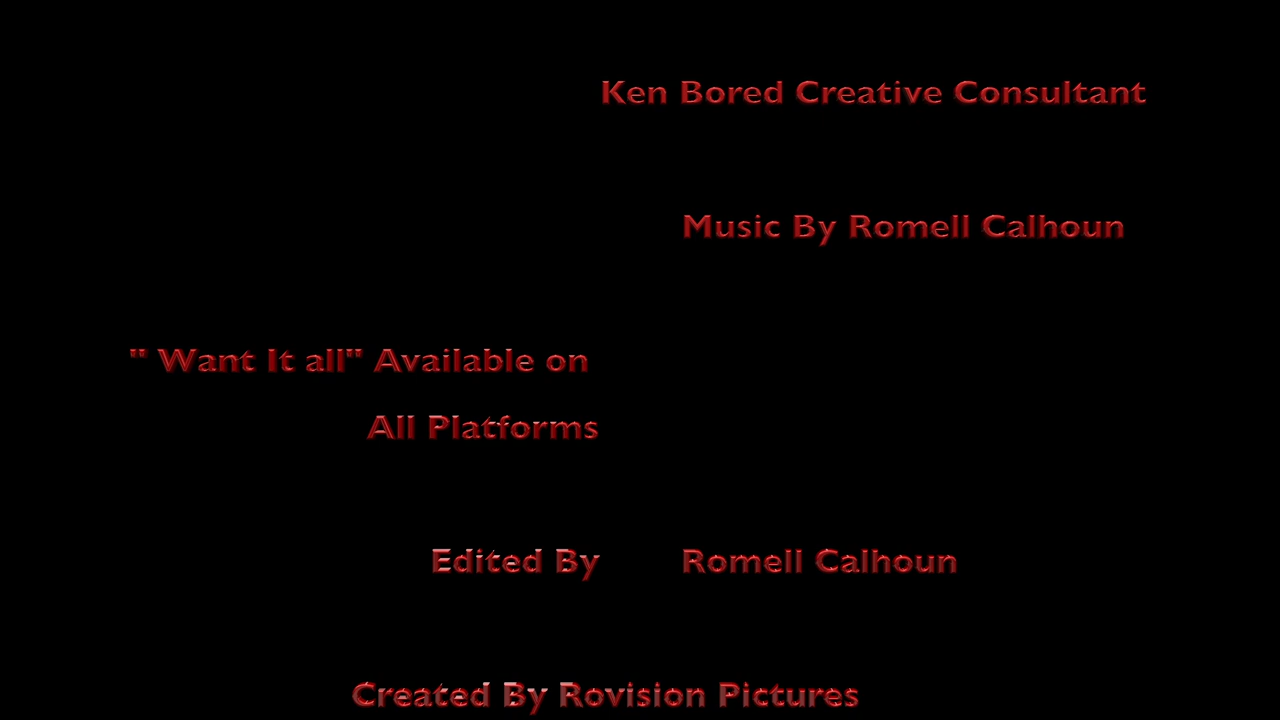 Ken Bored Creative Consultant
Music By Romell Calhoun
" Want It all" Available on
All Platforms
Edited By Romell Calhoun
Created By Rovision Pictures